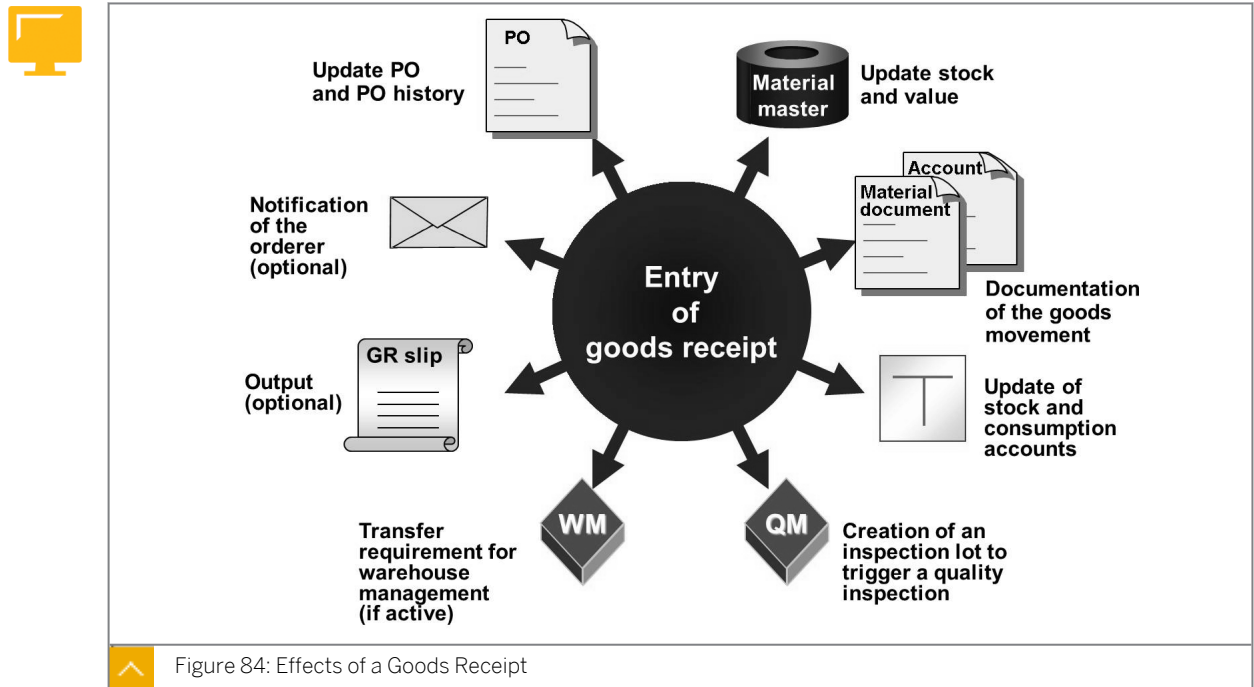 PO
Update PO
and PO history
Material
master
Update stock
and value
Account
Material
document
Documentation
of the goods
movement
Notification
of the
orderer
(optional)
Entry
of
goods receipt
GR slip
Output
(optional)
T
Update of
stock and
consumption
accounts
WM
Transfer
requirement for
warehouse
management
(if active)
QM
Creation of an
inspection lot to
trigger a quality
inspection
Figure 84: Effects of a Goods Receipt